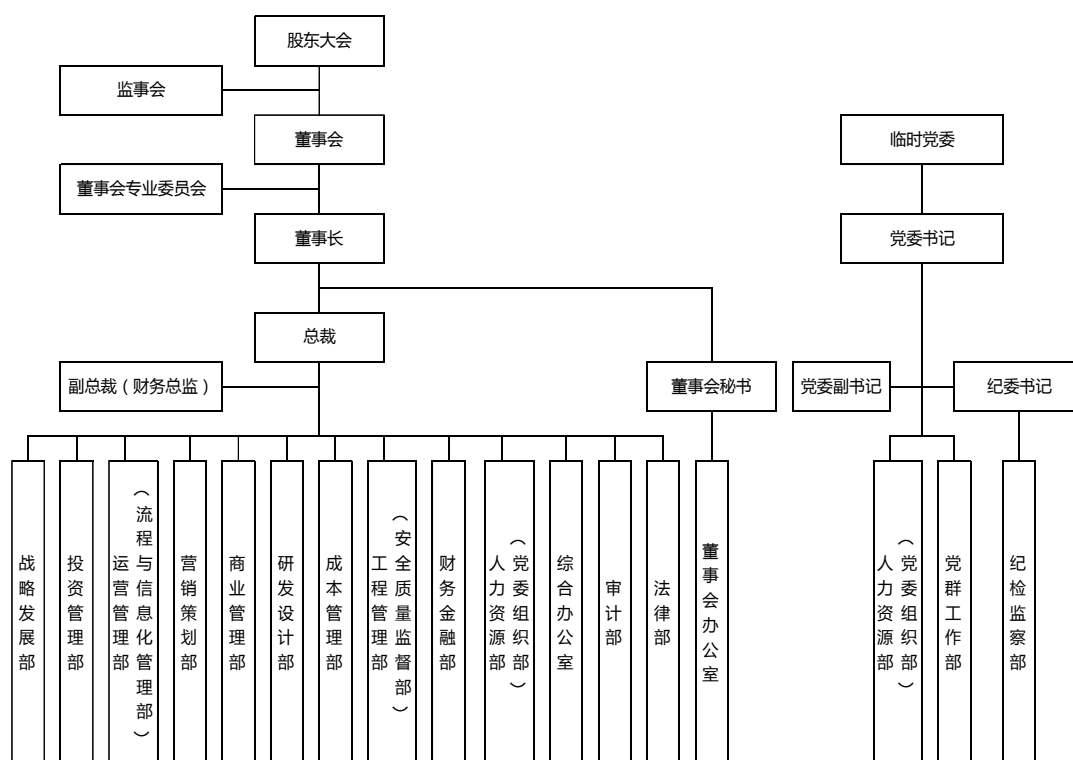 股东大会
监事会
董事会
临时党委
董事会专业委员会
董事长
党委书记
总裁
副总裁（财务总监）
董事会秘书
党委副书记
纪委书记
战略发展部
投资管理部
运营管理部
（流程与信息化管理部）
营销策划部
商业管理部
研发设计部
成本管理部
工程管理部
（安全质量监督部）
财务金融部
人力资源部
（党委组织部）
综合办公室
审计部
法律部
董事会办公室
人力资源部
（党委组织部）
党群工作部
纪检监察部